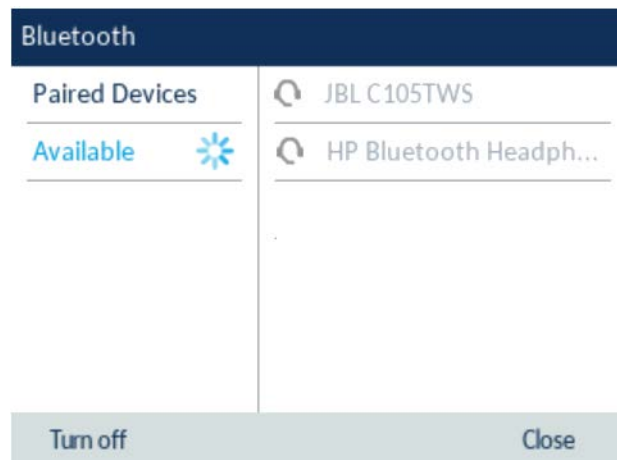 Bluetooth
Paired Devices
JBL C105TWS
Available
HP Bluetooth Headph...
Turn off
Close